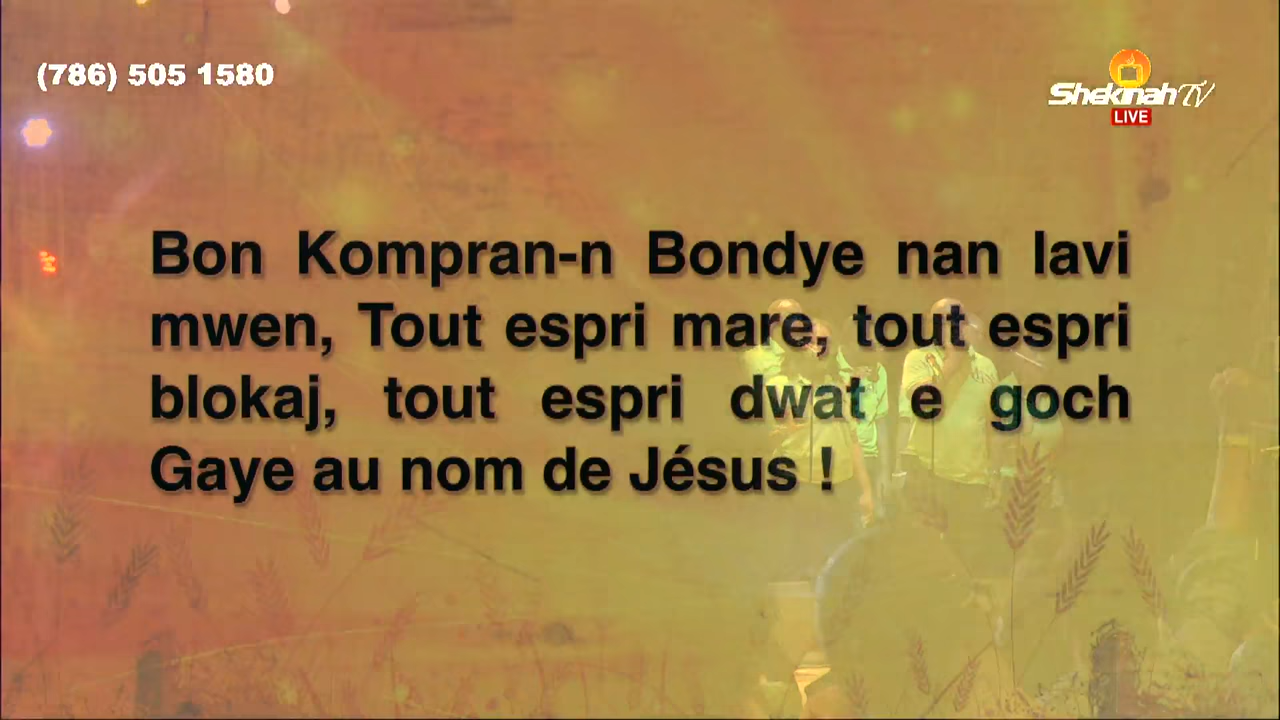 (786) 505 1580
Shekinah TV
LIVE
Bon Kompran-n Bondye nan lavi
mwen, Tout espri mare, tout espri
blokaj, tout espri dwat e goch
Gaye au nom de Jésus !